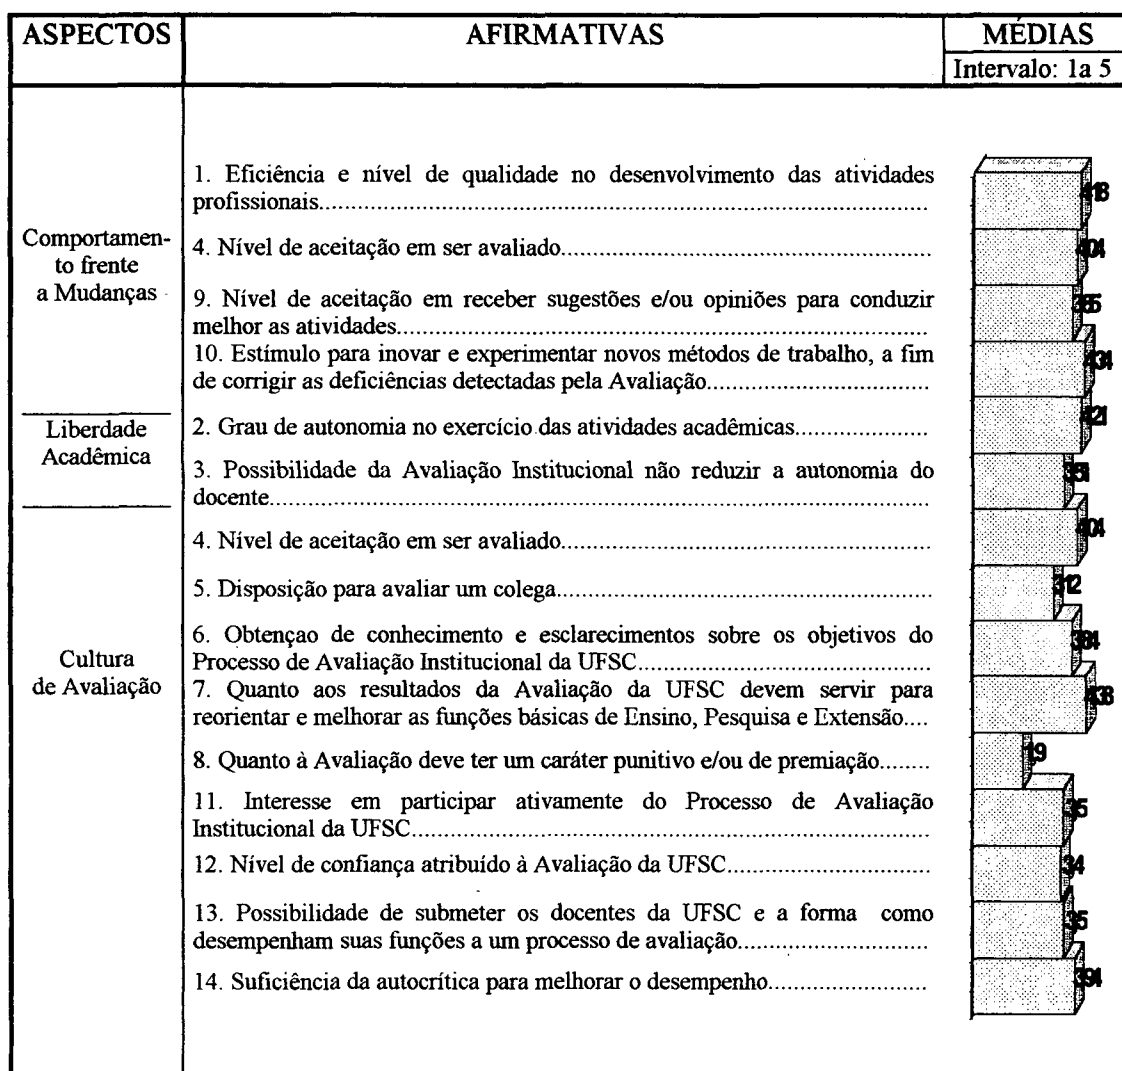 ASPECTOS AFIRMATIVAS MÉDIAS
Intervalo: 1a 5
1. Eficiência e nível de qualidade no desenvolvimento das atividades
profissionais.............................................................................................
Comportamen-
to frente
a Mudanças
4. Nível de aceitação em ser avaliado........................................................
9. Nível de aceitação em receber sugestões e/ou opiniões para conduzir
melhor as atividades.................................................................................
10. Estímulo para inovar e experimentar novos métodos de trabalho, a fim
de corrigir as deficiências detectadas pela Avaliação..................................
Liberdade
Acadêmica
2. Grau de autonomia no exercício das atividades acadêmicas....................
3. Possibilidade da Avaliação Institucional não reduzir a autonomia do
docente....................................................................................................
Cultura
de Avaliação
4. Nível de aceitação em ser avaliado........................................................
5. Disposição para avaliar um colega.........................................................
6. Obtençao de conhecimento e esclarecimentos sobre os objetivos do
Processo de Avaliação Institucional da UFSC............................................
7. Quanto aos resultados da Avaliação da UFSC devem servir para
reorientar e melhorar as funções básicas de Ensino, Pesquisa e Extensão....
8. Quanto à Avaliação deve ter um caráter punitivo e/ou de premiação........
11. Interesse em participar ativamente do Processo de Avaliação
Institucional da UFSC...............................................................................
12. Nível de confiança atribuído à Avaliação da UFSC...............................
13. Possibilidade de submeter os docentes da UFSC e a forma como
desempenham suas funções a um processo de avaliação.............................
14. Suficiência da autocrítica para melhorar o desempenho........................